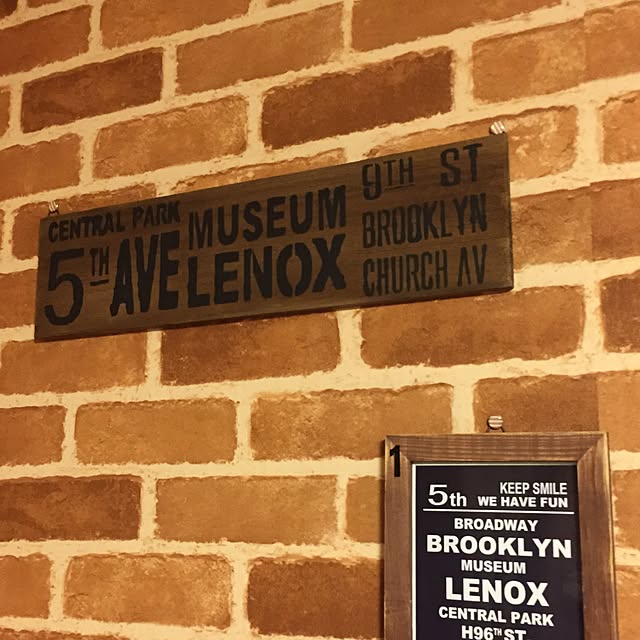 CENTRAL PARK
5TH AVE
MUSEUM
LENOX
9TH ST
BROOKLYN
CHURCH AV
1
5th KEEP SMILE
WE HAVE FUN
BROADWAY
BROOKLYN
MUSEUM
LENOX
CENTRAL PARK
H96TH ST